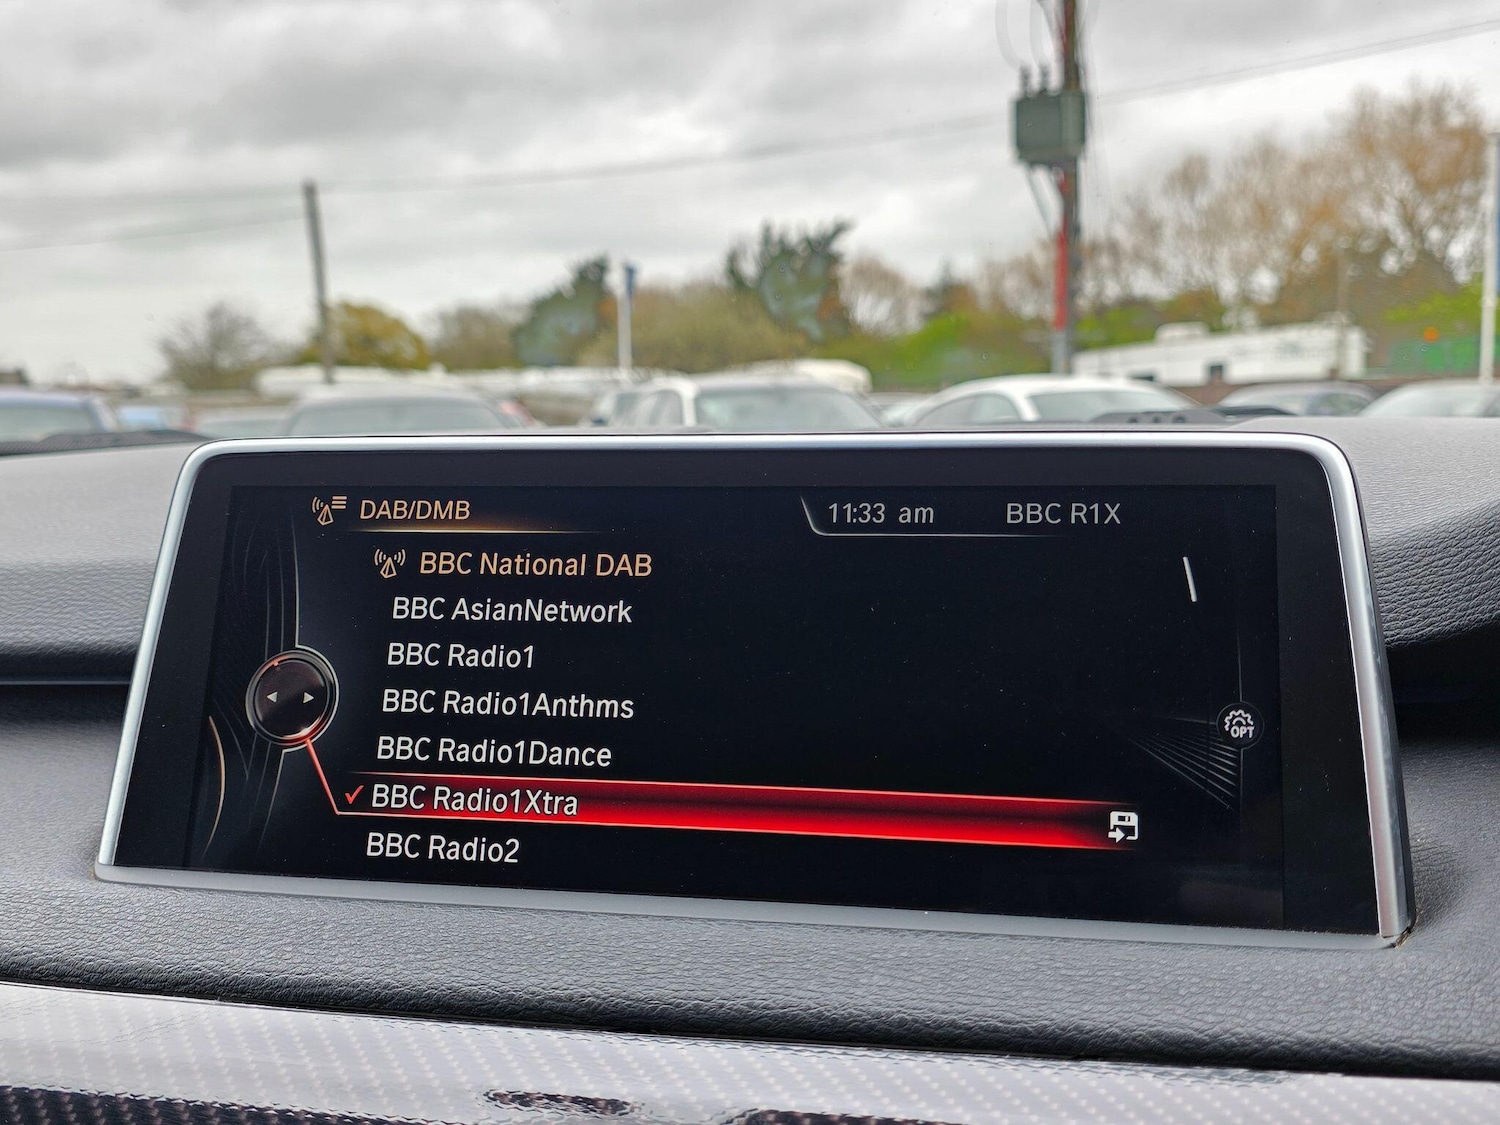 DAB/DMB
11:33 am
BBC R1X
BBC National DAB
BBC AsianNetwork
BBC Radio1
BBC Radio1Anthms
BBC Radio1Dance
BBC Radio1Xtra
BBC Radio2
OPT